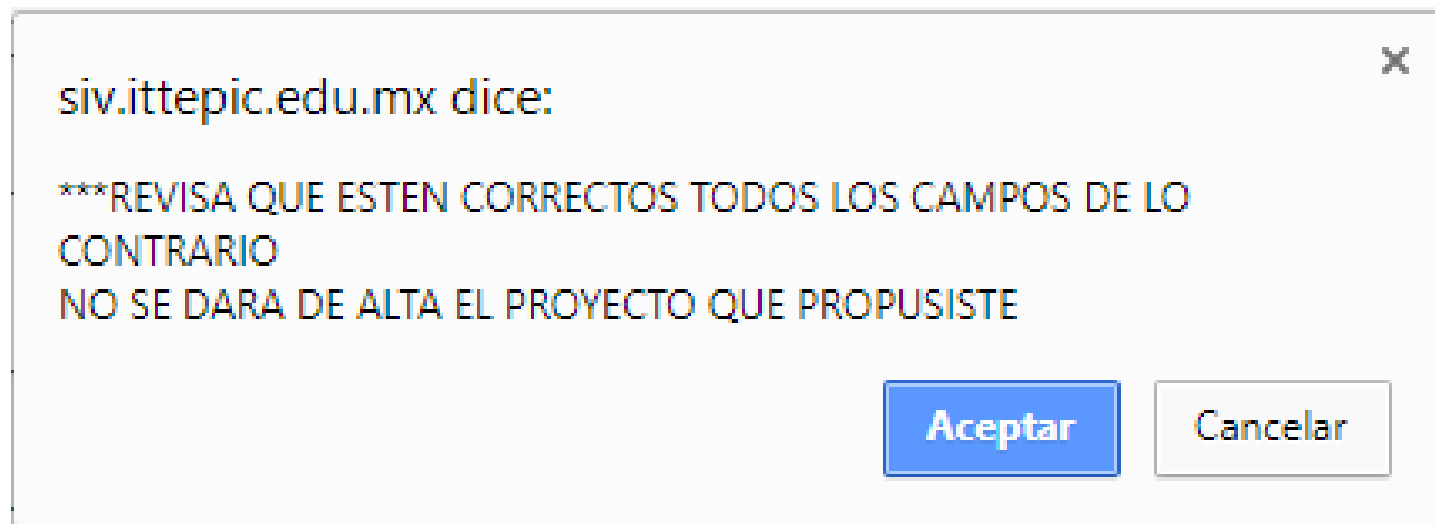 siv.ittepic.edu.mx dice:
***REVISA QUE ESTEN CORRECTOS TODOS LOS CAMPOS DE LO
CONTRARIO
NO SE DARA DE ALTA EL PROYECTO QUE PROPUSISTE
Aceptar Cancelar